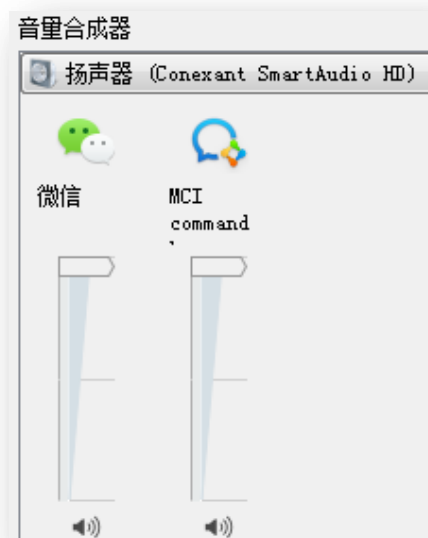 音量合成器
扬声器 (Conexant SmartAudio HD)
微信
MCI
command